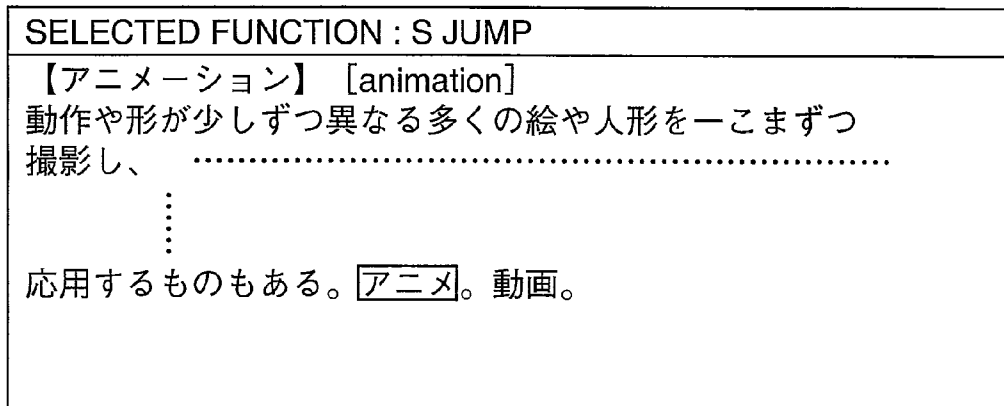 SELECTED FUNCTION : S JUMP
【アニメーション】 [animation]
動作や形が少しずつ異なる多くの絵や人形を一こまずつ
撮影し、 ……………………………………………………
⋮
応用するものもある。アニメ。動画。